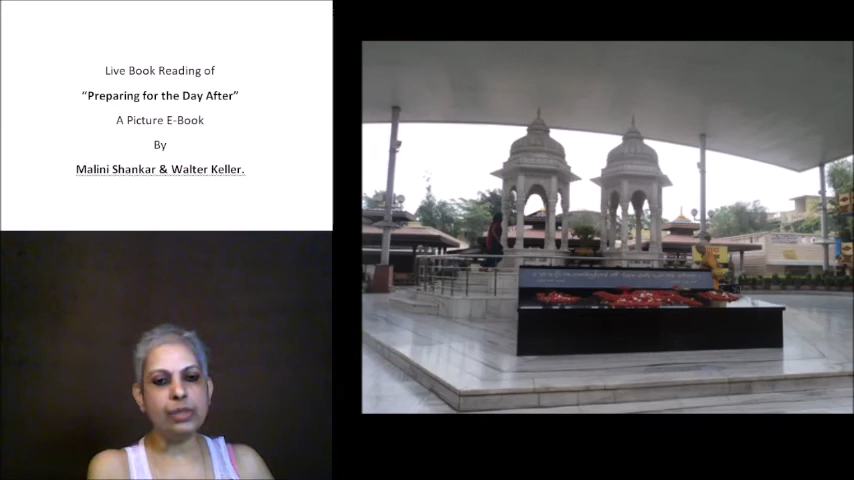 Live Book Reading of
“Preparing for the Day After”
A Picture E-Book
By
Malini Shankar & Walter Keller.